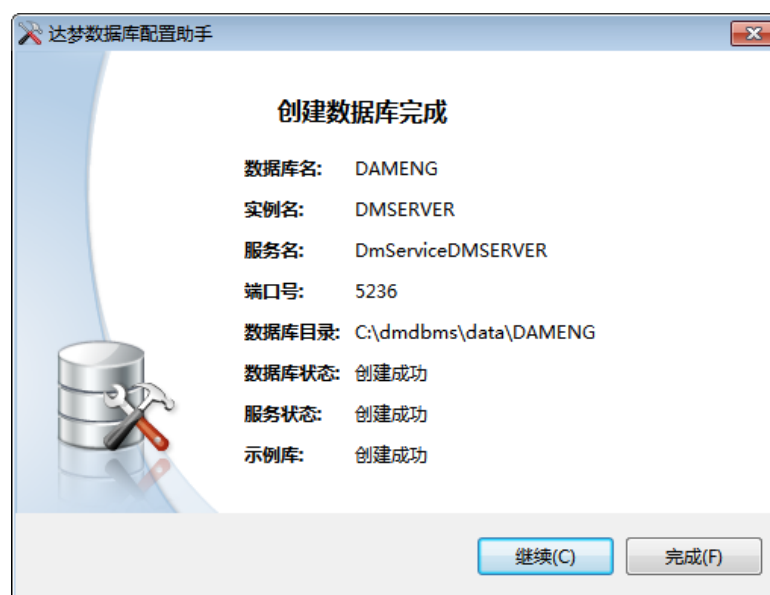 达梦数据库配置助手
创建数据库完成
数据库名: DAMENG
实例名: DMSERVER
服务名: DmServiceDMSERVER
端口号: 5236
数据库目录: C:\dmdbms\data\DAMENG
数据库状态: 创建成功
服务状态: 创建成功
示例库: 创建成功
继续(C) 完成(F)